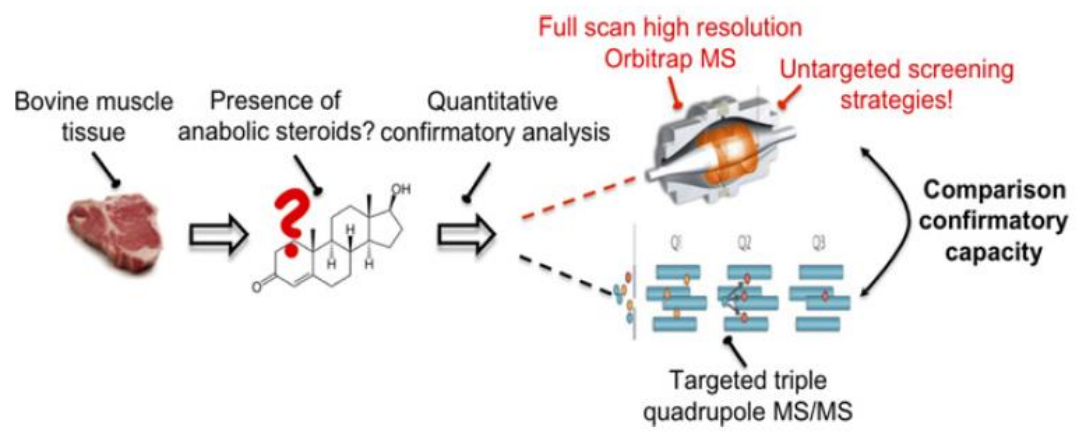 Full scan high resolution
Orbitrap MS
Untargeted screening
strategies!
Bovine muscle
tissue
Presence of
anabolic steroids?
Quantitative
confirmatory analysis
?
OH
H
H
H
O
Q1
Q2
Q3
Comparison
confirmatory
capacity
Targeted triple
quadrupole MS/MS